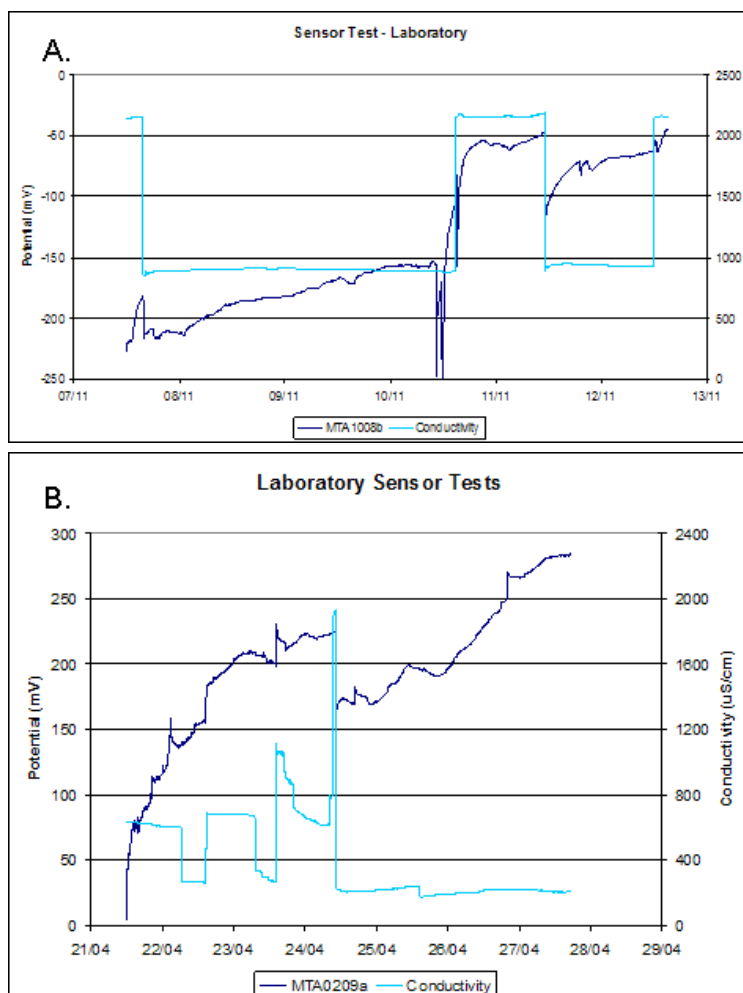 A.
Sensor Test - Laboratory
0
-50
-100
-150
-200
-250
Potential (mV)
2500
2000
1500
1000
500
0
07/11 08/11 09/11 10/11 11/11 12/11 13/11
MTA1008b Conductivity
B.
Laboratory Sensor Tests
300
250
200
150
100
50
0
Potential (mV)
2400
2000
1600
1200
800
400
0
Conductivity (uS/cm)
21/04 22/04 23/04 24/04 25/04 26/04 27/04 28/04 29/04
MTA0209a Conductivity